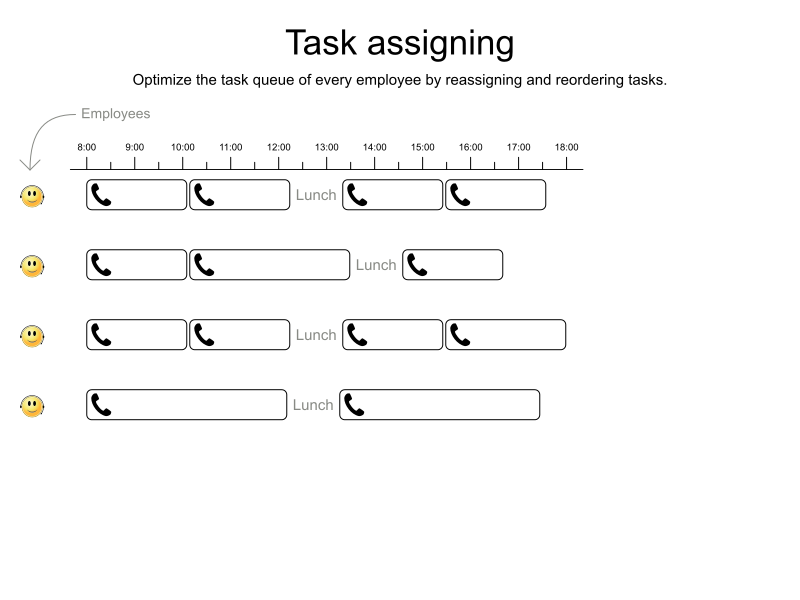 Task assigning
Optimize the task queue of every employee by reassigning and reordering tasks.
Employees
8:00 9:00 10:00 11:00 12:00 13:00 14:00 15:00 16:00 17:00 18:00
Lunch
Lunch
Lunch
Lunch